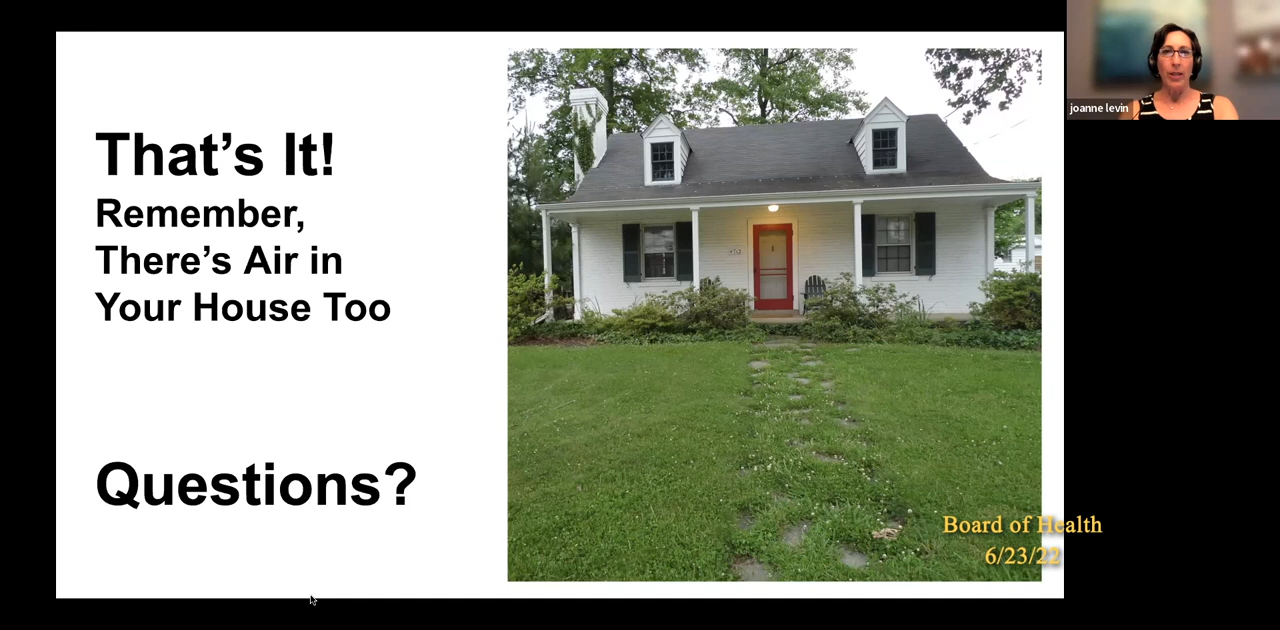 That’s It!
Remember,
There’s Air in
Your House Too
Questions?
joanne levin
Board of Health
6/23/22